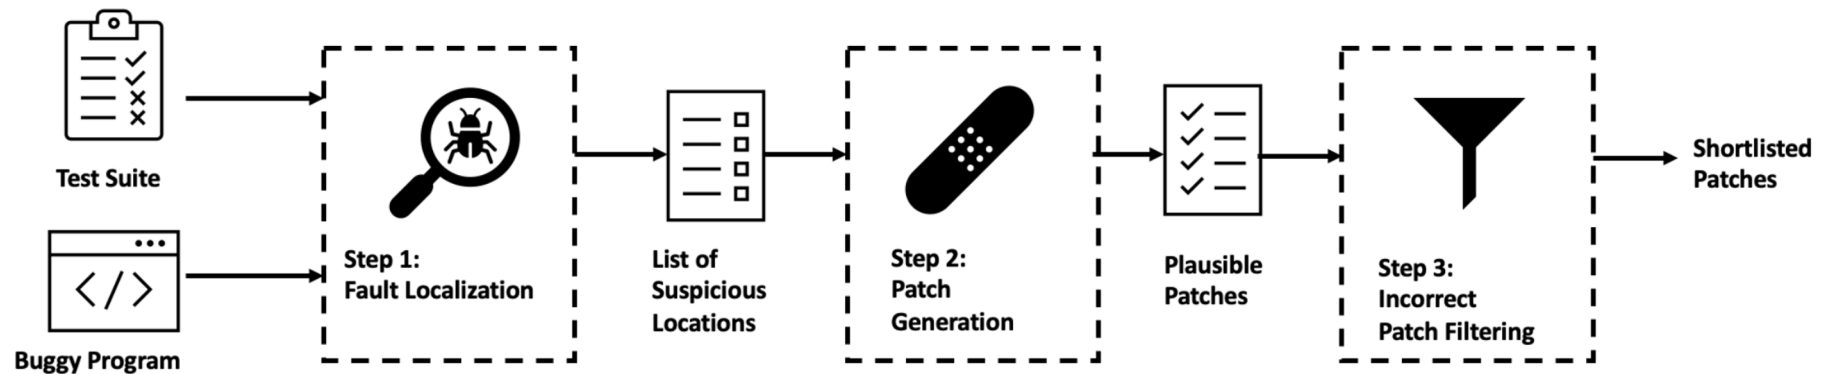 Test Suite
</>
Buggy Program
Step 1:
Fault Localization
List of
Suspicious
Locations
Step 2:
Patch
Generation
Plausible
Patches
Step 3:
Incorrect
Patch Filtering
Shortlisted
Patches